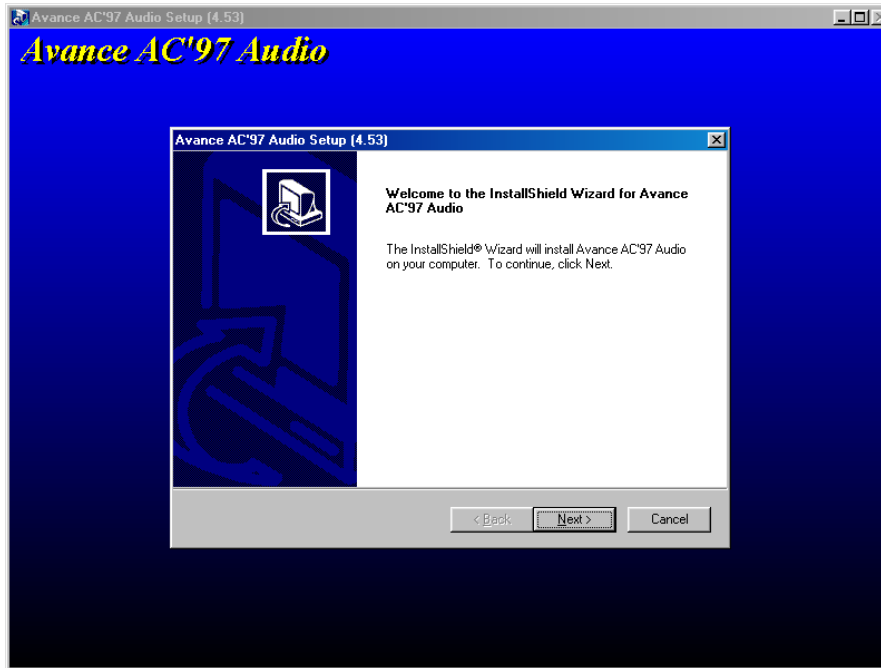 Avance AC'97 Audio Setup (4.53)
Avance AC'97 Audio
Avance AC'97 Audio Setup (4.53)
Welcome to the InstallShield Wizard for Avance
AC'97 Audio
The InstallShield® Wizard will install Avance AC'97 Audio
on your computer. To continue, click Next.
< Back
Next >
Cancel